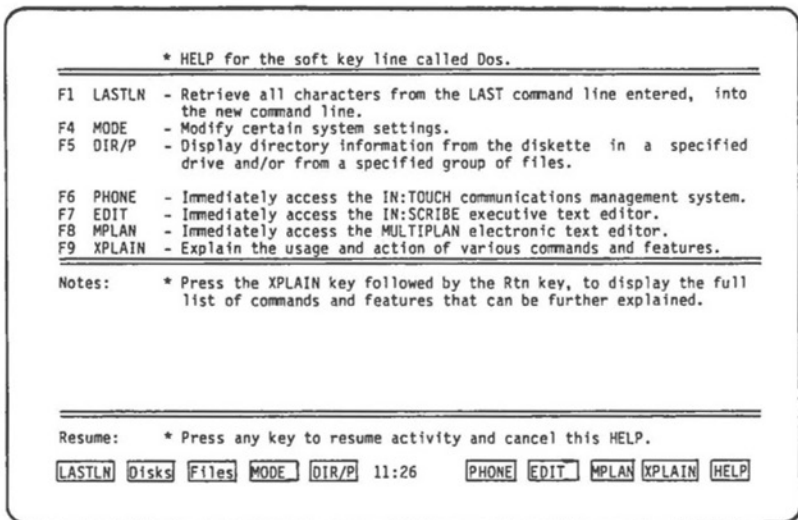 * HELP for the soft key line called Dos.
F1 LASTLN - Retrieve all characters from the LAST command line entered, into
the new command line.
F4 MODE - Modify certain system settings.
F5 DIR/P - Display directory information from the diskette in a specified
drive and/or from a specified group of files.
F6 PHONE - Immediately access the IN:TOUCH communications management system.
F7 EDIT - Immediately access the IN:SCRIBE executive text editor.
F8 MPLAN - Immediately access the MULTIPLAN electronic text editor.
F9 XPLAIN - Explain the usage and action of various commands and features.
Notes: * Press the XPLAIN key followed by the Rtn key, to display the full
list of commands and features that can be further explained.
Resume: * Press any key to resume activity and cancel this HELP.
LASTLN Disks Files MODE DIR/P 11:26 PHONE EDIT MPLAN XPLAIN HELP